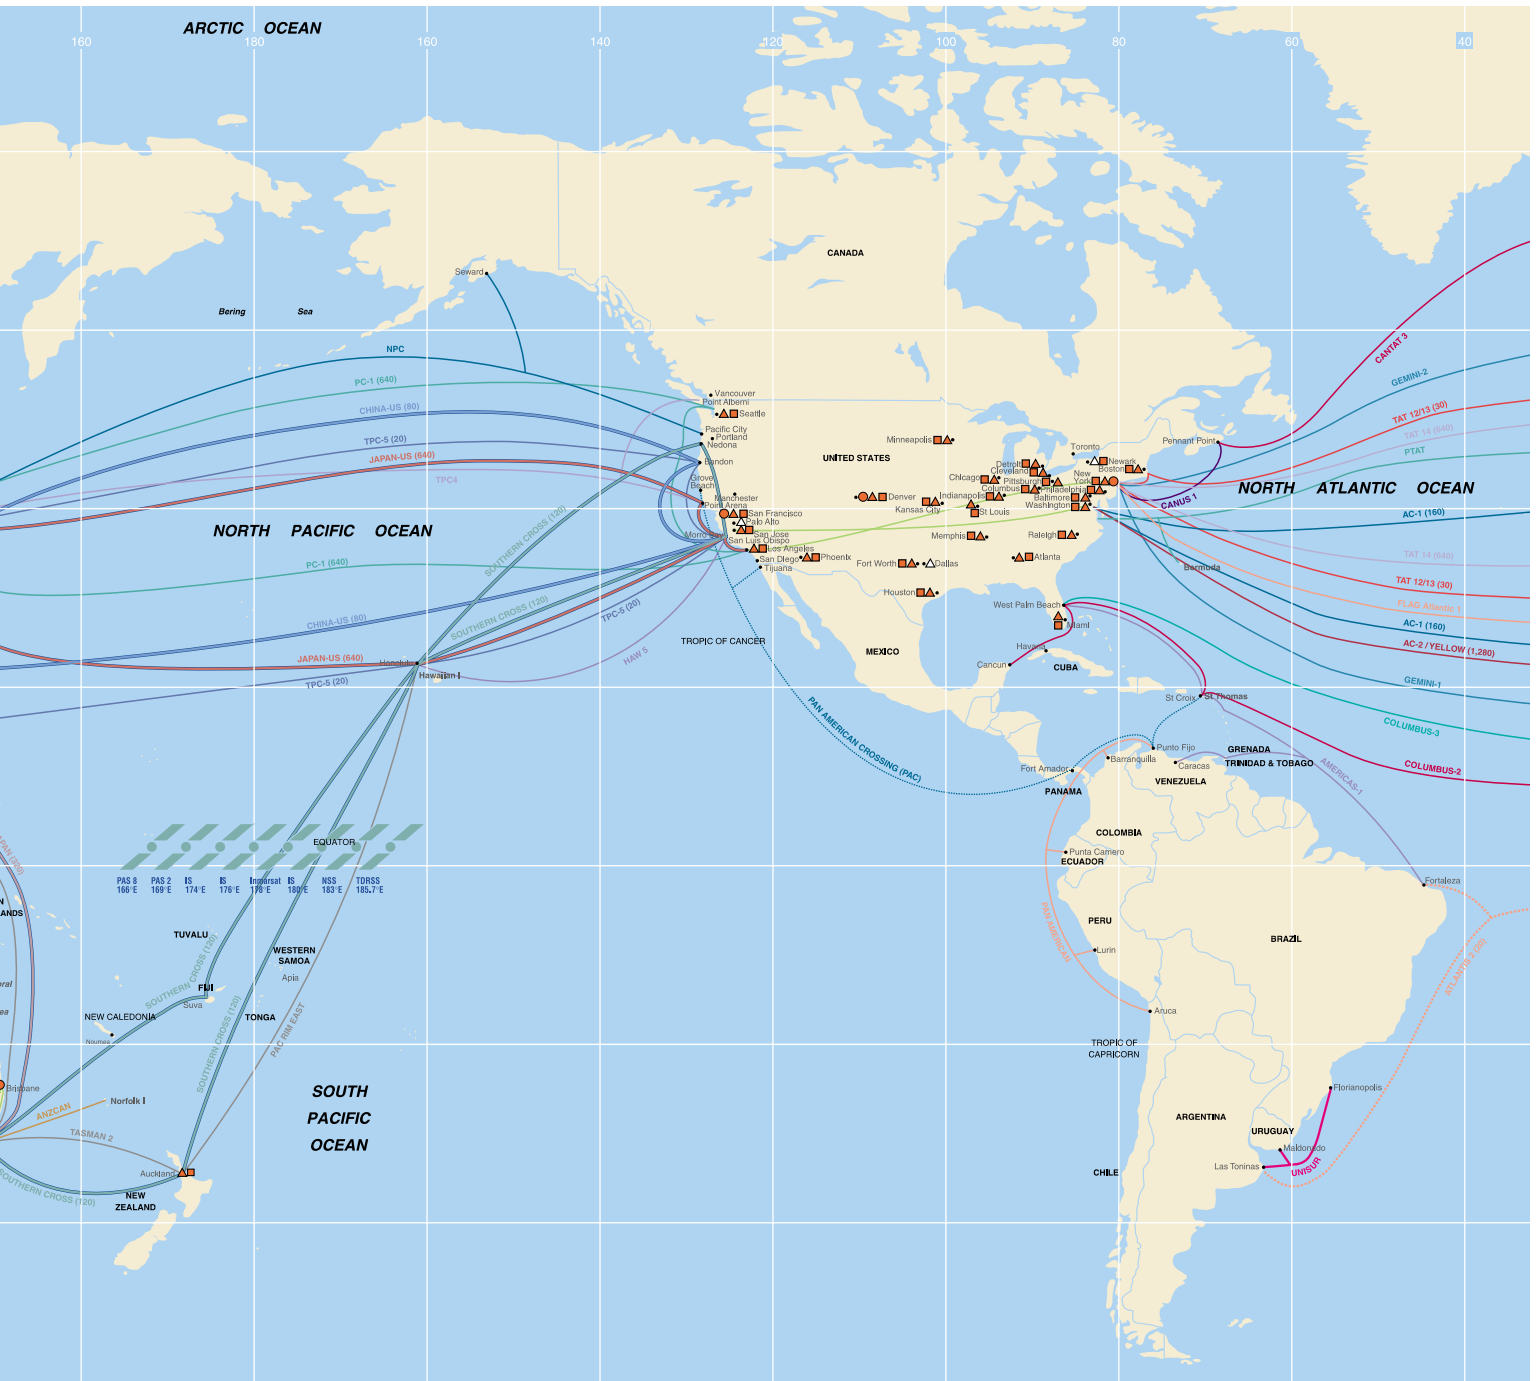 ARCTIC OCEAN
160
180
160
140
120
100
80
60
40
CANADA
Seward
Bering Sea
NPC
CANTAT 3
PC-1 (640)
GEMINI-2
Vancouver
Point Alberni
CHINA-US (80)
TAT 12/13 (30)
Seattle
Pacific City
TAT 14 (640)
Portland
TPC-5 (20)
Nedona
Minneapolis
Pennant Point
Toronto
PTAT
JAPAN-US (640)
UNITED STATES
Bandon
Detroit
Newark
Cleveland
Boston
TPC4
Grove
Beach
Chicago
Pittsburgh
New
York
Manchester
Columbus
Philadelphia
NORTH ATLANTIC OCEAN
Denver
Indianapolis
Baltimore
CANUS 1
Point Arena
Kansas City
Washington
San Francisco
St Louis
AC-1 (160)
Palo Alto
NORTH PACIFIC OCEAN
SOUTHERN CROSS (120)
Morro Bay
San Jose
Memphis
Raleigh
San Luis Obispo
Los Angeles
TAT 14 (640)
San Diego
Phoenix
Fort Worth
Dallas
Atlanta
PC-1 (640)
Tijuana
Bermuda
TAT 12/13 (30)
Houston
West Palm Beach
FLAG Atlantic 1
SOUTHERN CROSS (120)
TPC-5 (20)
CHINA-US (80)
Miami
AC-1 (160)
TROPIC OF CANCER
AC-2 / YELLOW (1,280)
HAW 5
MEXICO
Havana
JAPAN-US (640)
Honolulu
Cancun
CUBA
Hawaiian I
TPC-5 (20)
GEMINI-1
St Croix
St Thomas
PAN AMERICAN CROSSING (PAC)
COLUMBUS-3
Punto Fijo
GRENADA
Barranquilla
Caracas
TRINIDAD & TOBAGO
AMERICAS-1
COLUMBUS-2
Fort Amador
VENEZUELA
PANAMA
COLOMBIA
EQUATOR
Punta Carnero
ECUADOR
PAS 8
166°E
PAS 2
169°E
IS
174°E
IS
176°E
Inmarsat
178°E
IS
180°E
NSS
183°E
TDRSS
185.7°E
Fortaleza
ANDS
PERU
TUVALU
PAN AMERICAN
BRAZIL
WESTERN
SAMOA
Lurin
SOUTHERN CROSS (120)
Apia
ATLANTIS 2 (20)
FIJI
Suva
NEW CALEDONIA
TONGA
Aruca
Noumea
SOUTHERN CROSS (120)
PAC RIM EAST
TROPIC OF
CAPRICORN
Brisbane
SOUTH
PACIFIC
OCEAN
Florianopolis
Norfolk I
ANZCAN
ARGENTINA
TASMAN 2
URUGUAY
Maldonado
Las Toninas
UNISUR
Auckland
CHILE
SOUTHERN CROSS (120)
NEW
ZEALAND